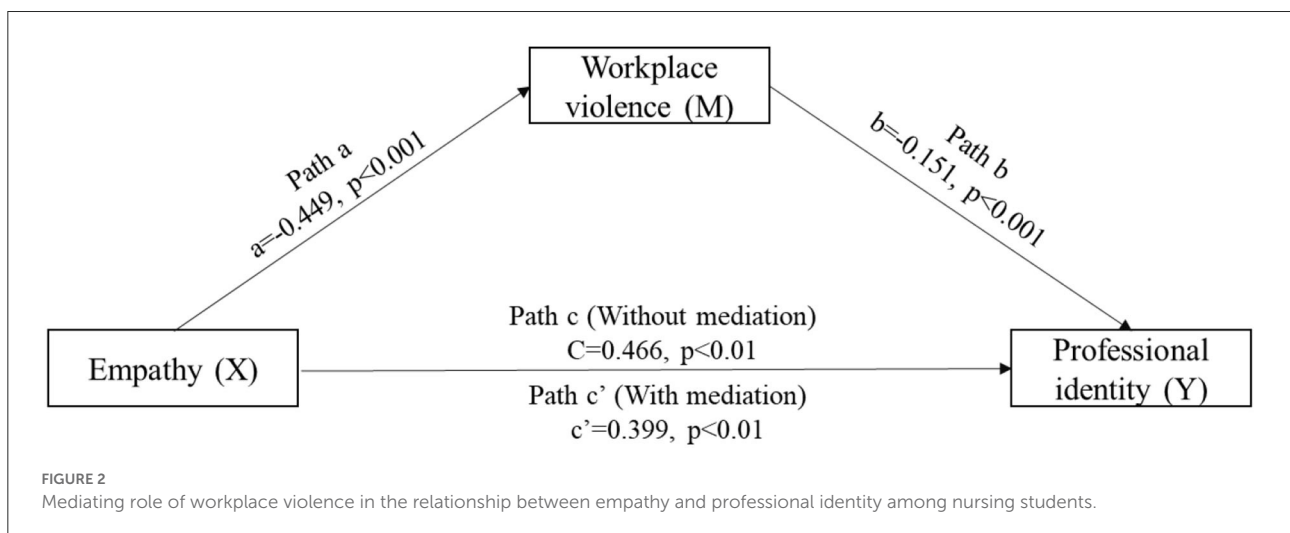 Workplace
violence (M)
Path a
a=-0.449, p<0.001
Path b
b=-0.151, p<0.001
Path c (Without mediation)
C=0.466, p<0.01
Empathy (X)
Professional
identity (Y)
Path c’ (With mediation)
c’=0.399, p<0.01
FIGURE 2
Mediating role of workplace violence in the relationship between empathy and professional identity among nursing students.